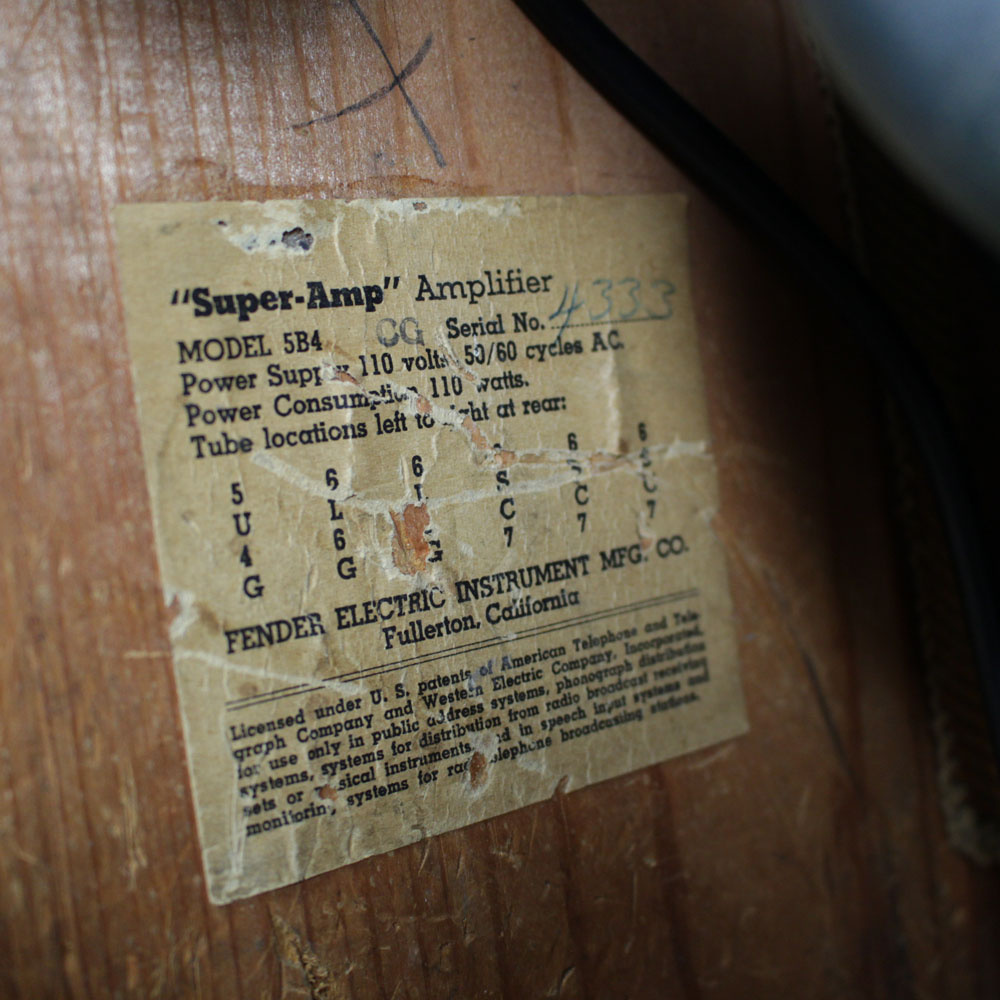 "Super-Amp" Amplifier
MODEL 5B4 CG Serial No. 4333
Power 110 volts 50/60 cycles AC.
Power Consumption 110 watts.
Tube locations left to right at rear:
6 6 6 6
5 L S C C
U 6 C 7 7
4 G G 7
G
FENDER ELECTRIC INSTRUMENT MFG. CO.
Fullerton, California
Licensed under U. S. patents of American Telephone and Tele-
graph Company and Western Electric Company, Incorporated,
for use only in public address systems, phonograph distribution
systems, systems for distribution from radio broadcast receiving
sets or musical instruments, and in speech input systems and
monitoring systems for radio telephone broadcasting stations.